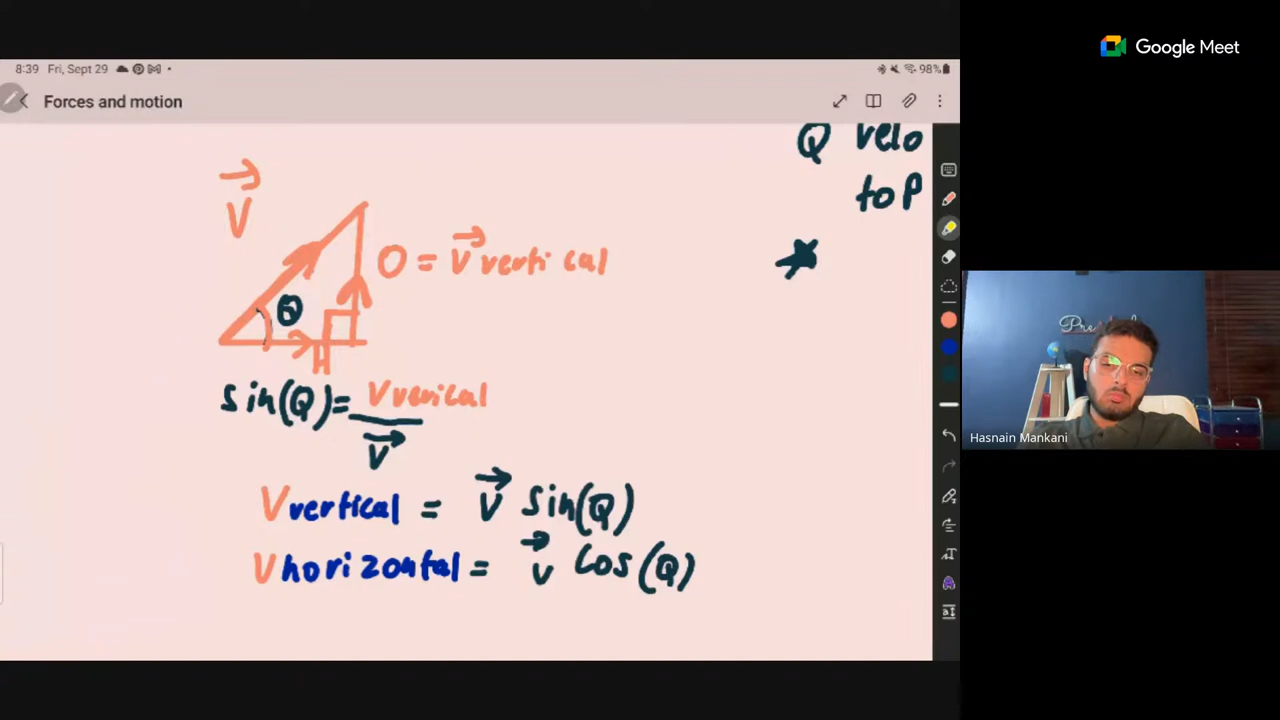 Google Meet
8:39 Fri, Sept 29
98%
Forces and motion
Q velo
to P
V
θ
O = V vertical
H
sin(Q) = V verical
V
Vvertical = V sin(Q)
Vhorizontal = V cos(Q)
Hasnain Mankani